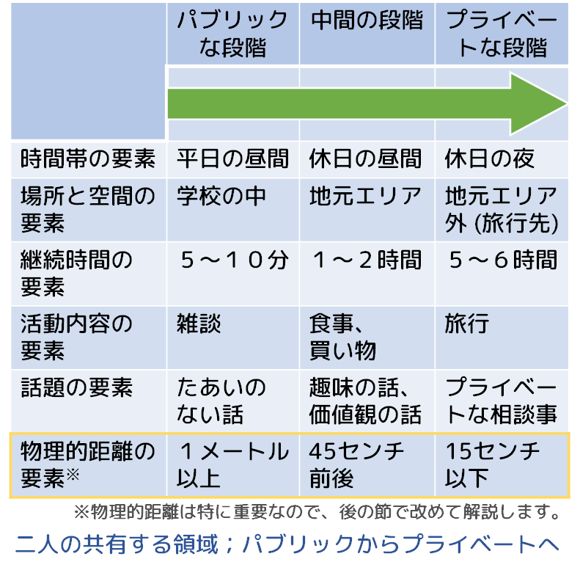 パブリック 中間の段階 プライベー
な段階 トな段階
時間帯の要素 平日の昼間 休日の昼間 休日の夜
場所と空間の 学校の中 地元エリア 地元エリア
要素 外 (旅行先)
継続時間の ５～１０分 １～２時間 ５～６時間
要素
活動内容の 雑談 食事、 旅行
要素 買い物
話題の要素 たあいの 趣味の話、 プライベー
ない話 価値観の話 トな相談事
物理的距離の １メートル 45センチ 15センチ
要素※ 以上 前後 以下
※物理的距離は特に重要なので、後の節で改めて解説します。
二人の共有する領域；パブリックからプライベートへ